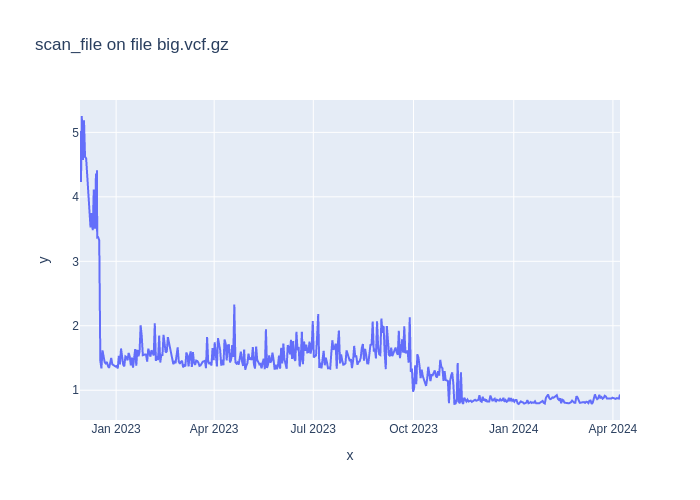 scan_file on file big.vcf.gz
5
4
3
2
1
y
Jan 2023
Apr 2023
Jul 2023
Oct 2023
Jan 2024
Apr 2024
x